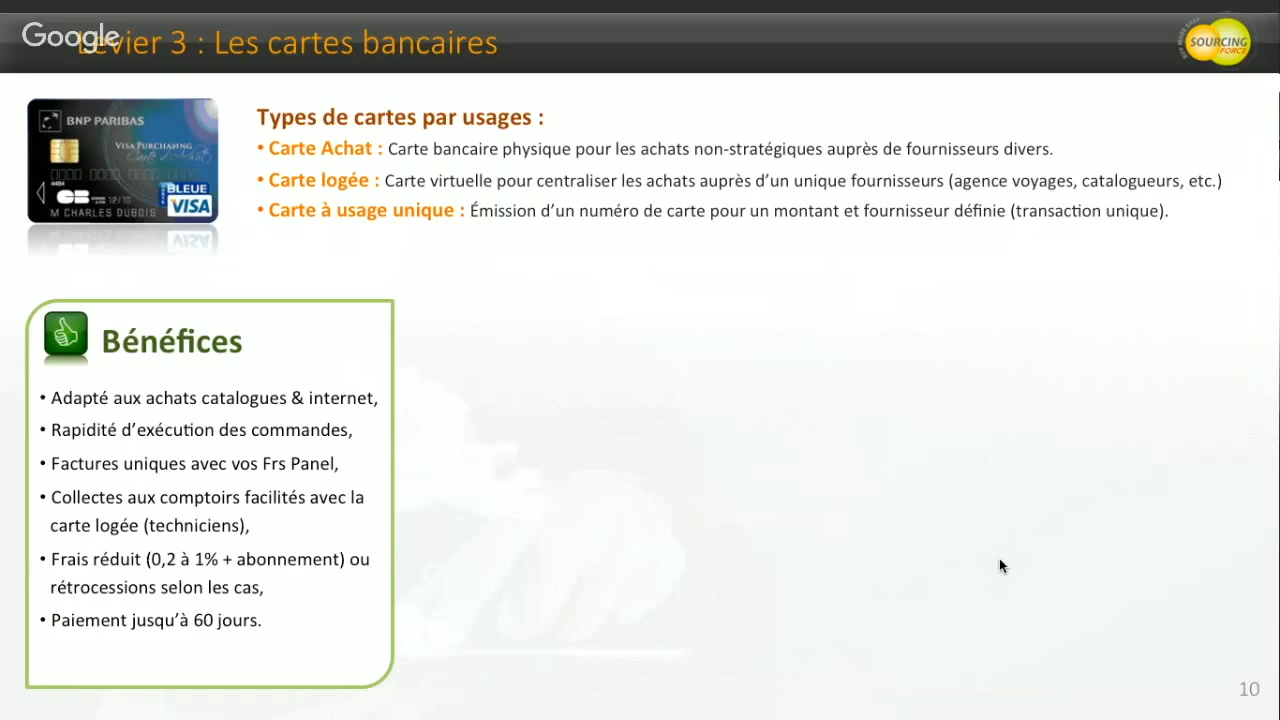 Google
Levier 3 : Les cartes bancaires
SOURCING
FORCE
BNP PARIBAS
VISA PURCHASING
Carte d'Achat
4484
CB
12/10
BLEUE
VISA
M CHARLES DUBOIS
Types de cartes par usages :
• Carte Achat : Carte bancaire physique pour les achats non-stratégiques auprès de fournisseurs divers.
• Carte logée : Carte virtuelle pour centraliser les achats auprès d'un unique fournisseurs (agence voyages, catalogueurs, etc.)
• Carte à usage unique : Émission d'un numéro de carte pour un montant et fournisseur définie (transaction unique).
Bénéfices
• Adapté aux achats catalogues & internet,
• Rapidité d'exécution des commandes,
• Factures uniques avec vos Frs Panel,
• Collectes aux comptoirs facilités avec la
carte logée (techniciens),
• Frais réduit (0,2 à 1% + abonnement) ou
rétrocessions selon les cas,
• Paiement jusqu'à 60 jours.
10